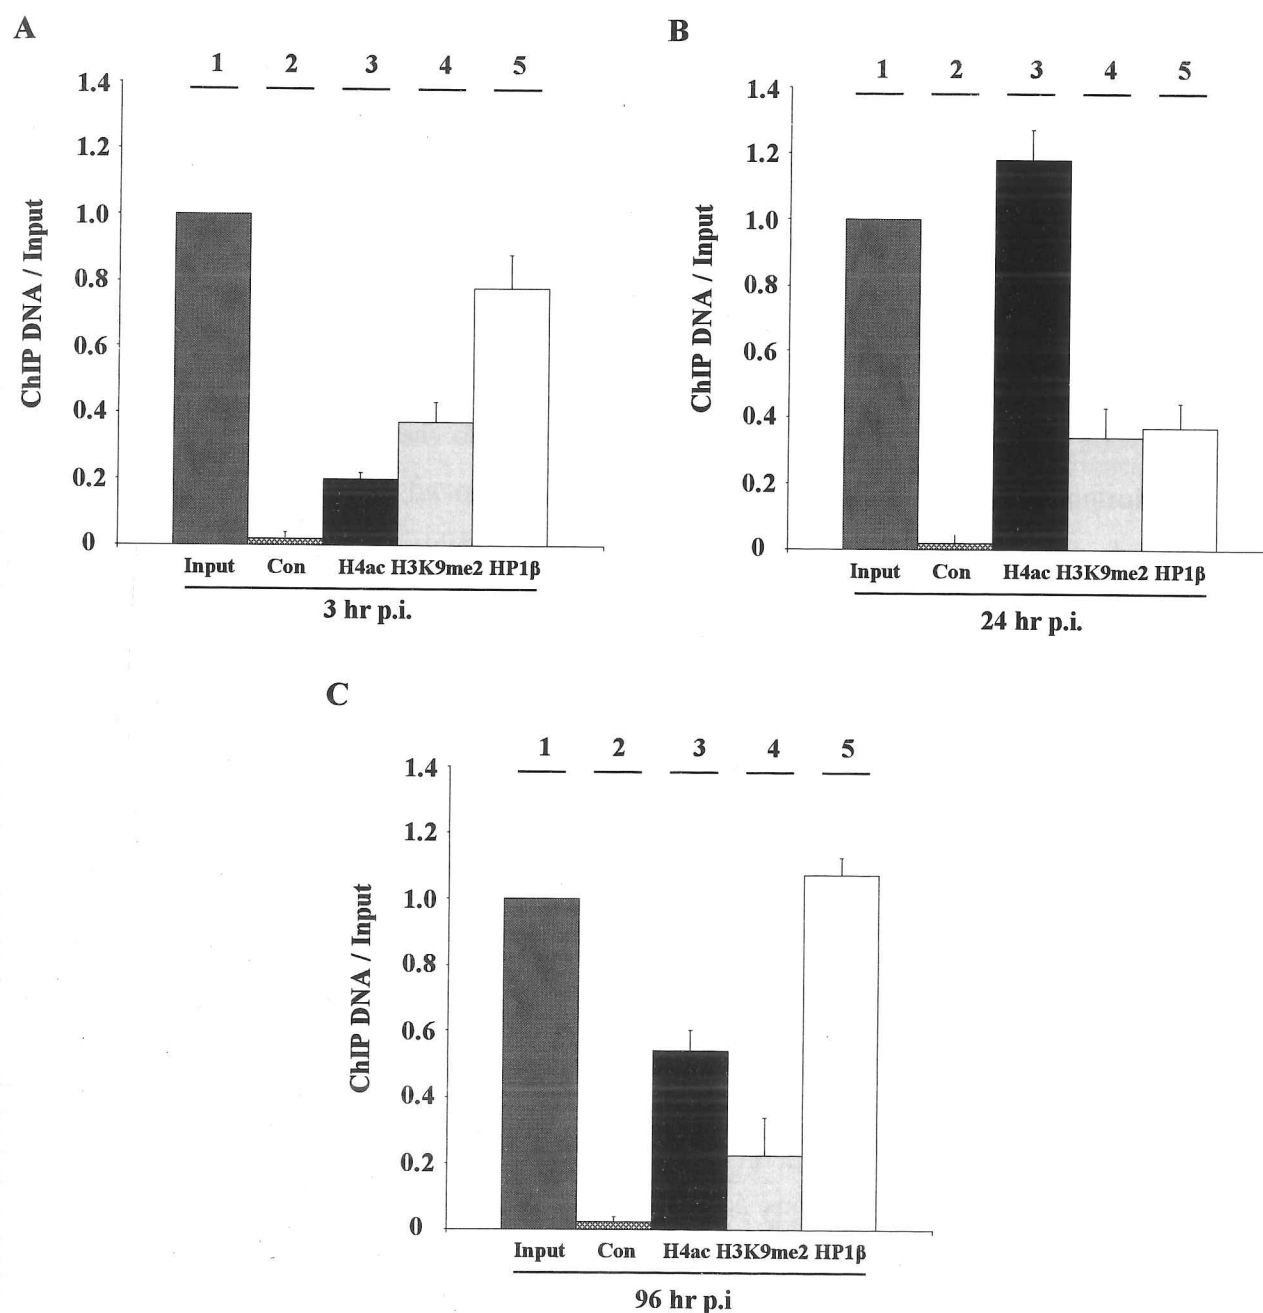 A
1 2 3 4 5
1.4
1.2
1.0
0.8
0.6
0.4
0.2
0
ChIP DNA / Input
Input Con H4ac H3K9me2 HP1β
3 hr p.i.
B
1 2 3 4 5
1.4
1.2
1.0
0.8
0.6
0.4
0.2
0
ChIP DNA / Input
Input Con H4ac H3K9me2 HP1β
24 hr p.i.
C
1 2 3 4 5
1.4
1.2
1.0
0.8
0.6
0.4
0.2
0
ChIP DNA / Input
Input Con H4ac H3K9me2 HP1β
96 hr p.i